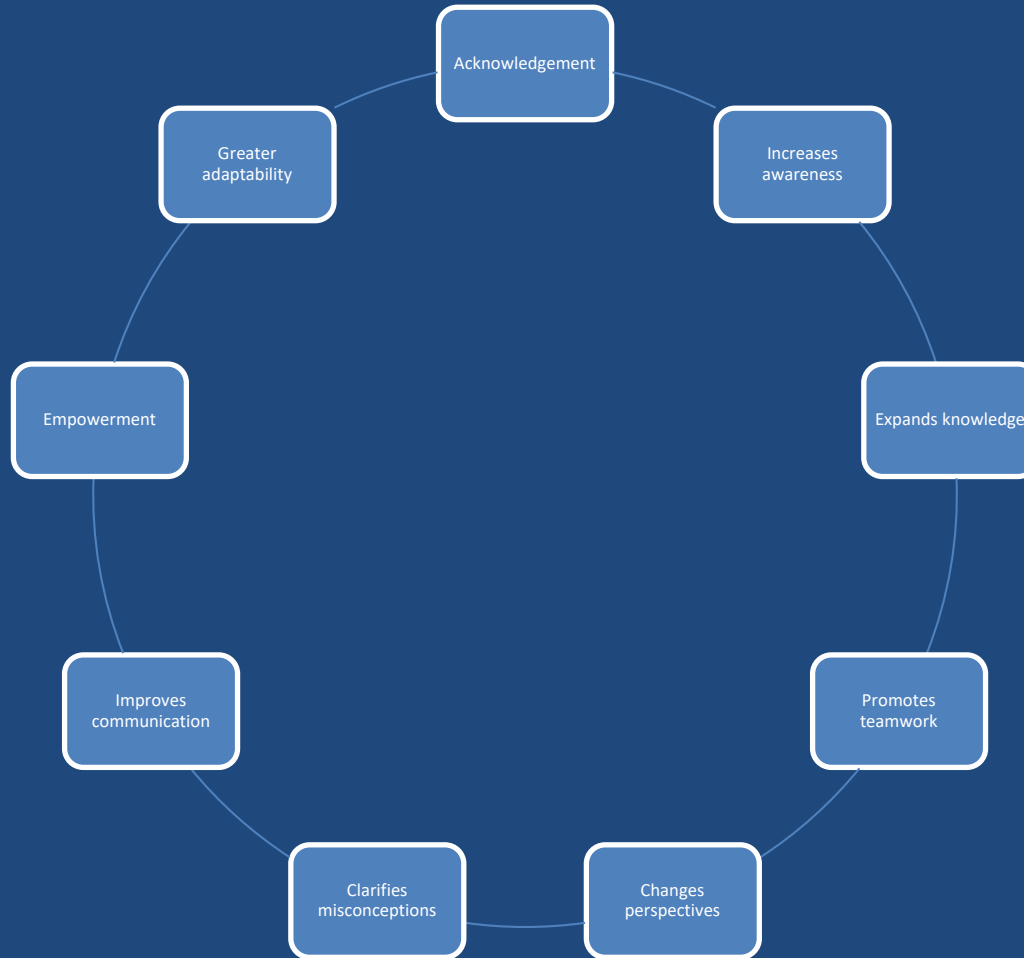 Acknowledgement
Increases
awareness
Expands knowledge
Promotes
teamwork
Changes
perspectives
Clarifies
misconceptions
Improves
communication
Empowerment
Greater
adaptability